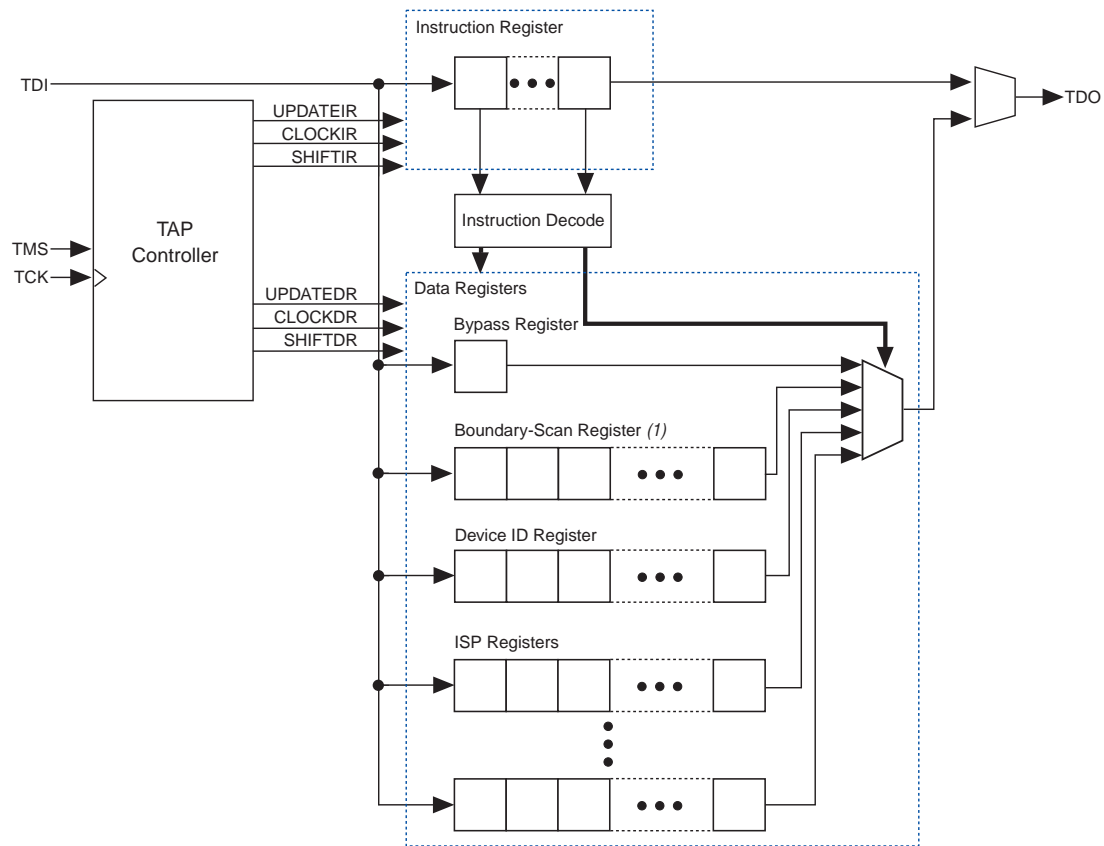 Instruction Register
TDI
TDO
UPDATEIR
CLOCKIR
SHIFTIR
TAP
Controller
TMS
TCK
Instruction Decode
UPDATEDR
CLOCKDR
SHIFTDR
Data Registers
Bypass Register
Boundary-Scan Register (1)
Device ID Register
ISP Registers